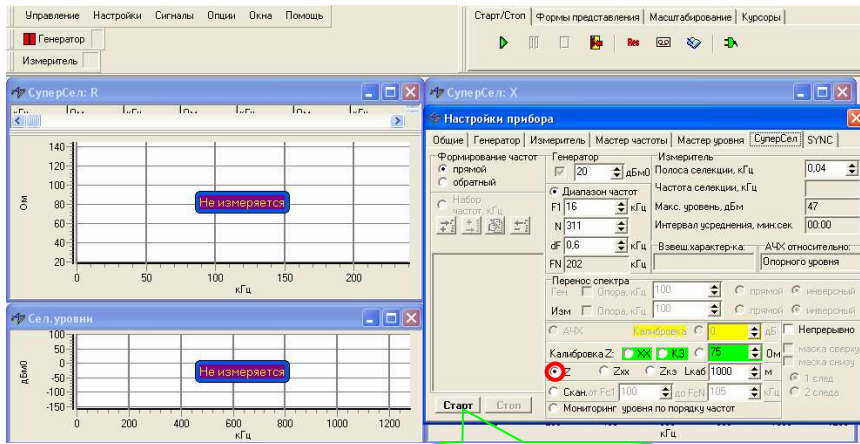 Управление Настройки Сигналы Опции Окна Помощь
Генератор
Измеритель
Старт/Стоп Формы представления Масштабирование Курсоры
Res
СуперСел: R
140
120
100
80
60
40
20
Ом
Не измеряется
0 50 100 150 200
кГц
Сел.уровни
100
50
0
-50
-100
-150
дБм0
Не измеряется
0 200 400 600 800 1000 1200
кГц
СуперСел: X
Настройки прибора
Общие Генератор Измеритель Мастер частоты Мастер уровня СуперСел SYNC
Формирование частот
прямой
обратный
Набор
частот, кГц
Генератор
20 дБм0
Диапазон частот
F1 16 кГц
N 311
dF 0,6 кГц
FN 202 кГц
Измеритель
Полоса селекции, кГц 0,04
Частота селекции, кГц
Макс. уровень, дБм 47
Интервал усреднения, мин:сек 00:00
Взвеш.характер-ка: АЧХ относительно:
Опорного уровня
Перенос спектра
Ген Опора, кГц 100 прямой инверсный
Изм Опора, кГц 100 прямой инверсный
АЧХ Калибровка 0 дБ Непрерывно
Калибровка Z: XX КЗ 75 Ом
маска сверху
маска снизу
Z Zxx Zкз Lкаб 1000 м
1 след
2 следа
Скан.от Fc1 100 до FcN 105 кГц
Мониторинг уровня по порядку частот
Старт Стоп
кГц